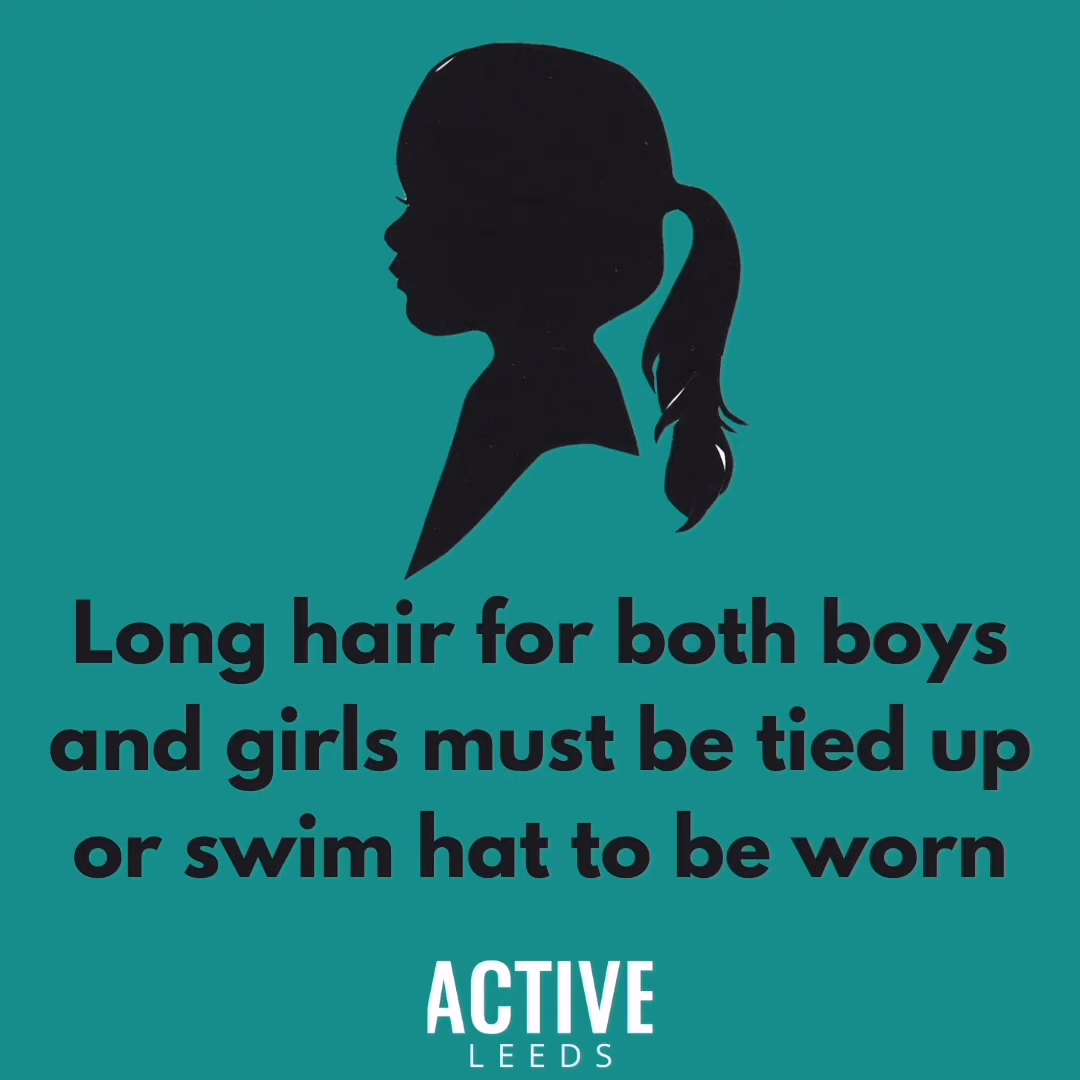 Long hair for both boys
and girls must be tied up
or swim hat to be worn
ACTIVE
LEEDS